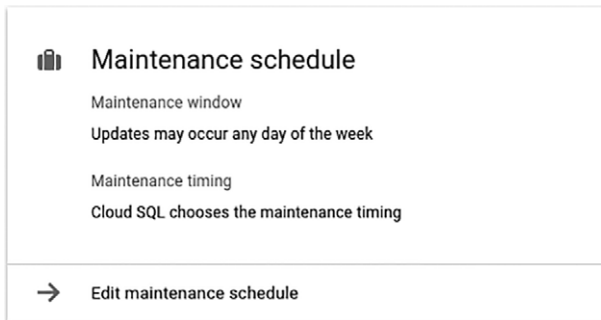 Maintenance schedule
Maintenance window
Updates may occur any day of the week
Maintenance timing
Cloud SQL chooses the maintenance timing
Edit maintenance schedule